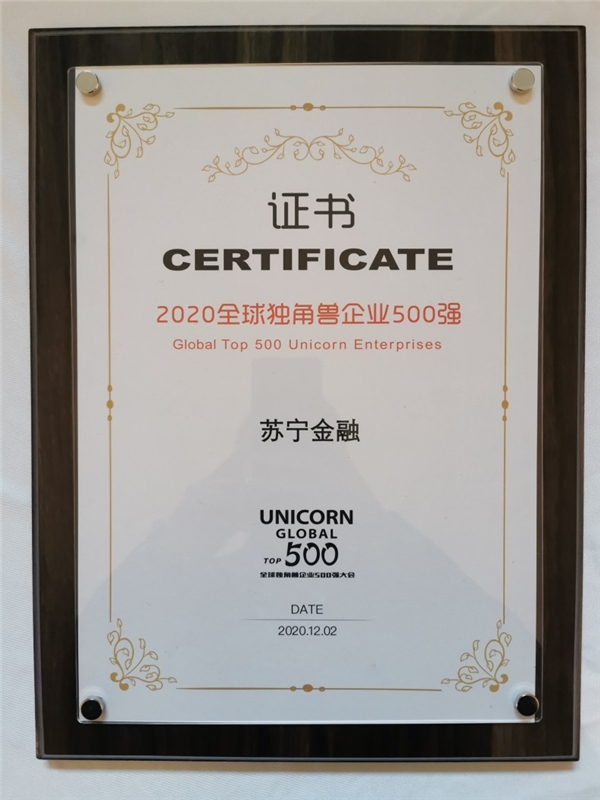 证书
CERTIFICATE
2020全球独角兽企业500强
Global Top 500 Unicorn Enterprises
苏宁金融
UNICORN
GLOBAL
TOP 500
全球独角兽企业500强大会
DATE
2020.12.02